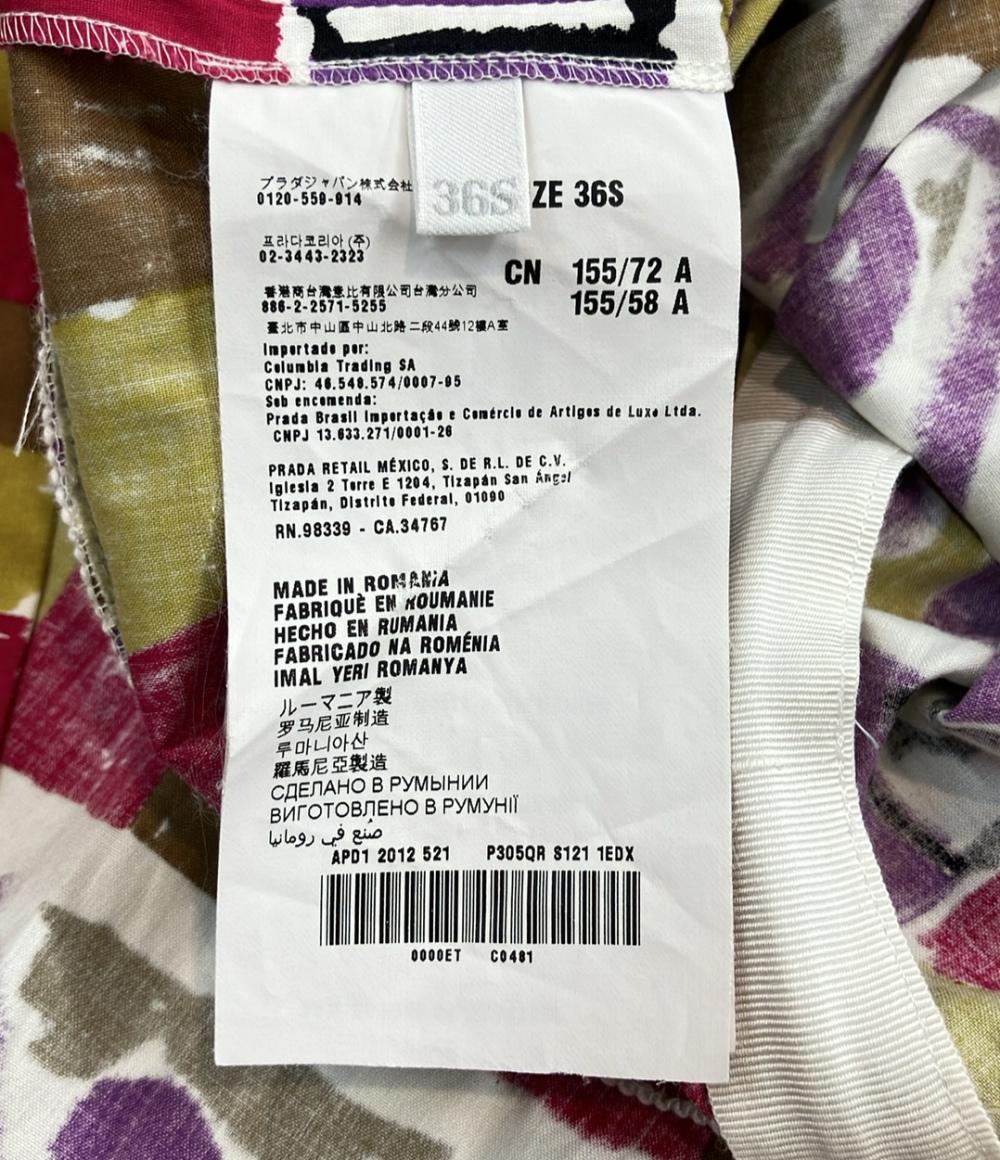 36S
ZE 36S
プラダジャパン株式会社
0120-559-914
프라다코리아 (주)
02-3443-2323
CN 155/72 A
155/58 A
香港商台灣惠比有限公司台灣分公司
886-2-2571-5255
臺北市中山區中山北路二段44號12樓A室
Importado por:
Columbia Trading SA
CNPJ: 46.548.574/0007-95
Sob encomenda:
Prada Brasil Importação e Comércio de Artigos de Luxo Ltda.
CNPJ 13.633.271/0001-26
PRADA RETAIL MÉXICO, S. DE R.L. DE C.V.
Iglesia 2 Torre E 1204, Tizapán San Ángel
Tizapán, Distrito Federal, 01090
RN.98339 - CA.34767
MADE IN ROMANIA
FABRIQUÈ EN ROUMANIE
HECHO EN RUMANIA
FABRICADO NA ROMÉNIA
IMAL YERI ROMANYA
ルーマニア製
罗马尼亚制造
루마니아산
羅馬尼亞製造
СДЕЛАНО В РУМЫНИИ
ВИГОТОВЛЕНО В РУМУНІЇ
صنع في رومانيا
APD1 2012 521 P305QR S121 1EDX
0000ET C0481